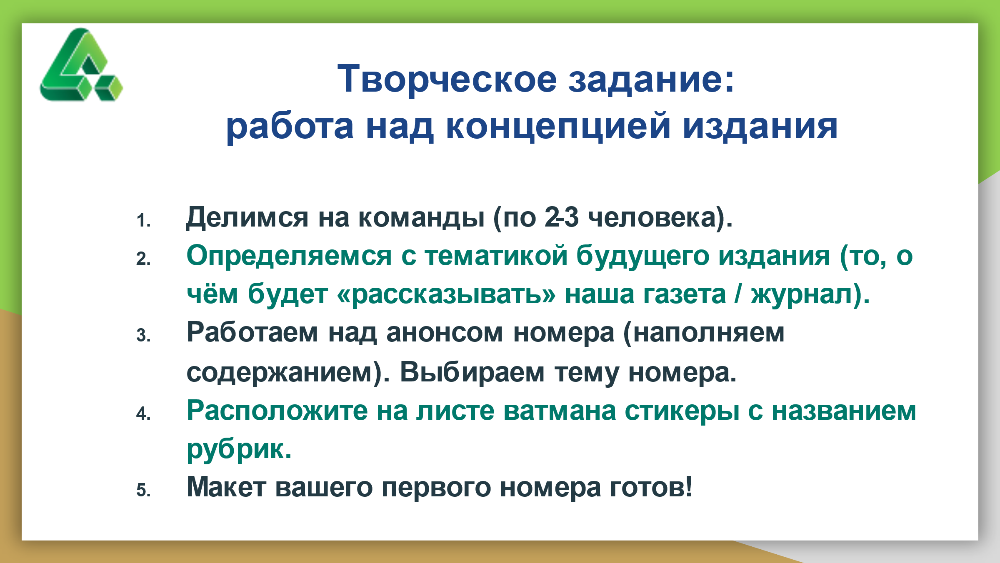 Творческое задание:
работа над концепцией издания
1. Делимся на команды (по 2-3 человека).
2. Определяемся с тематикой будущего издания (то, о
чём будет «рассказывать» наша газета / журнал).
3. Работаем над анонсом номера (наполняем
содержанием). Выбираем тему номера.
4. Расположите на листе ватмана стикеры с названием
рубрик.
5. Макет вашего первого номера готов!